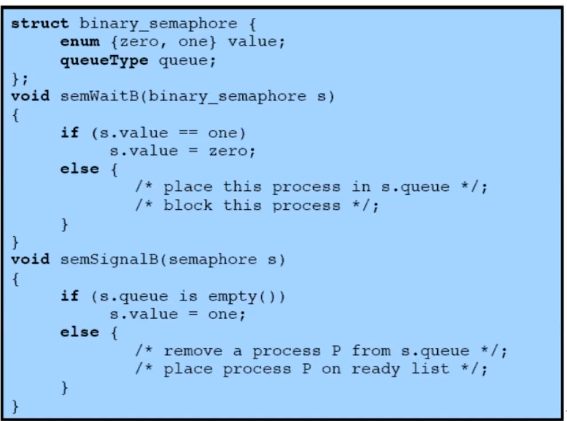 struct binary_semaphore {
     enum {zero, one} value;
     queueType queue;
};
void semWaitB(binary_semaphore s)
{
     if (s.value == one)
          s.value = zero;
     else {
            /* place this process in s.queue */;
            /* block this process */;
     }
}
void semSignalB(semaphore s)
{
     if (s.queue is empty())
          s.value = one;
     else {
            /* remove a process P from s.queue */;
            /* place process P on ready list */;
     }
}